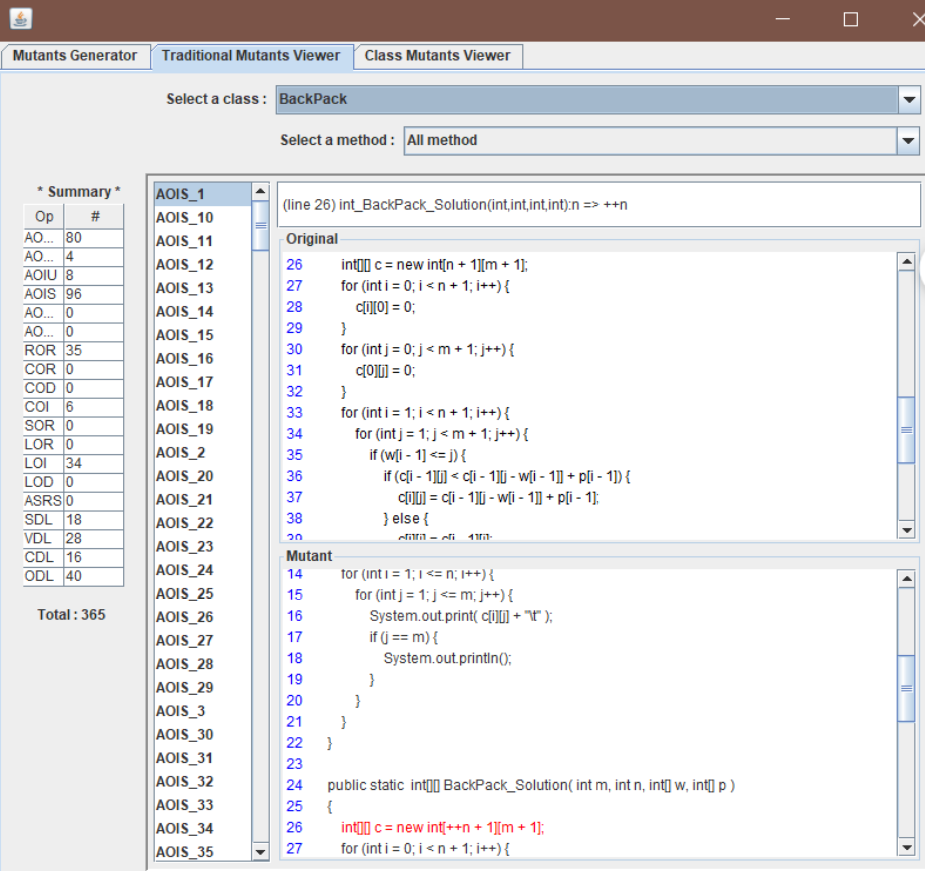 Mutants Generator Traditional Mutants Viewer Class Mutants Viewer
Select a class : BackPack
Select a method : All method
* Summary *
Op #
AO... 80
AO... 4
AOIU 8
AOIS 96
AO... 0
AO... 0
ROR 35
COR 0
COD 0
COI 6
SOR 0
LOR 0
LOI 34
LOD 0
ASRS 0
SDL 18
VDL 28
CDL 16
ODL 40
Total : 365
AOIS_1
AOIS_10
AOIS_11
AOIS_12
AOIS_13
AOIS_14
AOIS_15
AOIS_16
AOIS_17
AOIS_18
AOIS_19
AOIS_2
AOIS_20
AOIS_21
AOIS_22
AOIS_23
AOIS_24
AOIS_25
AOIS_26
AOIS_27
AOIS_28
AOIS_29
AOIS_3
AOIS_30
AOIS_31
AOIS_32
AOIS_33
AOIS_34
AOIS_35
(line 26) int_BackPack_Solution(int,int,int,int):n => ++n
Original
26 int[][] c = new int[n + 1][m + 1];
27 for (int i = 0; i < n + 1; i++) {
28 c[i][0] = 0;
29 }
30 for (int j = 0; j < m + 1; j++) {
31 c[0][j] = 0;
32 }
33 for (int i = 1; i < n + 1; i++) {
34 for (int j = 1; j < m + 1; j++) {
35 if (w[i - 1] <= j) {
36 if (c[i - 1][j] < c[i - 1][j - w[i - 1]] + p[i - 1]) {
37 c[i][j] = c[i - 1][j - w[i - 1]] + p[i - 1];
38 } else {
39 c[i][j] = c[i - 1][j];
Mutant
14 for (int i = 1; i <= n; i++) {
15 for (int j = 1; j <= m; j++) {
16 System.out.print( c[i][j] + "\t" );
17 if (j == m) {
18 System.out.println();
19 }
20 }
21 }
22 }
23
24 public static int[][] BackPack_Solution( int m, int n, int[] w, int[] p )
25 {
26 int[][] c = new int[++n + 1][m + 1];
27 for (int i = 0; i < n + 1; i++) {